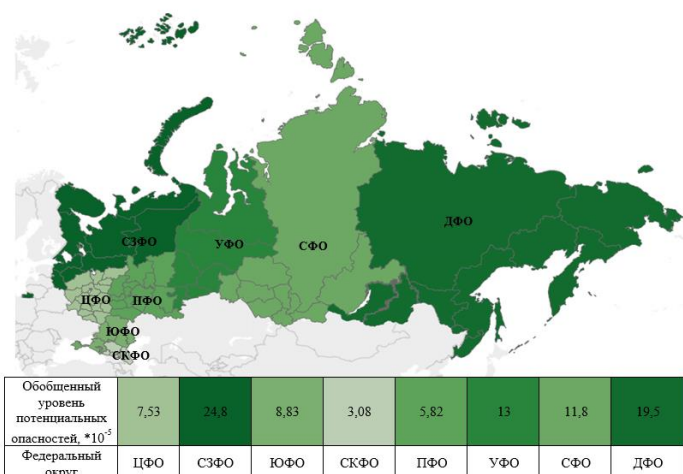 ДФО
СЗФО
УФО
СФО
ЦФО
ПФО
ЮФО
СКФО
Обобщенный
уровень
потенциальных
опасностей, *10⁻⁵
7,53
24,8
8,83
3,08
5,82
13
11,8
19,5
Федеральный
округ
ЦФО
СЗФО
ЮФО
СКФО
ПФО
УФО
СФО
ДФО